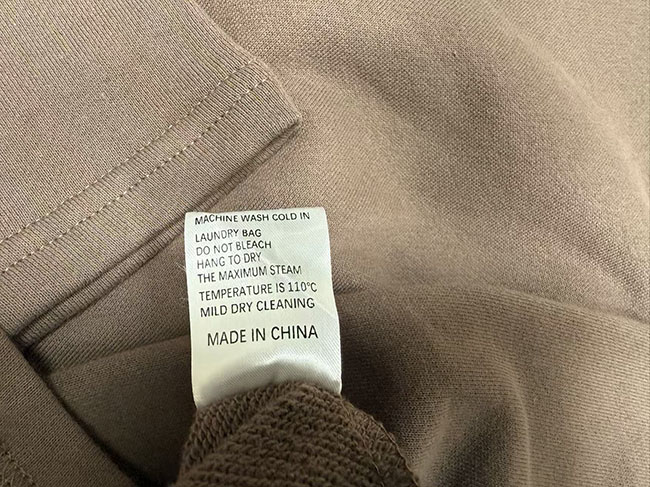 MACHINE WASH COLD IN
LAUNDRY BAG
DO NOT BLEACH
HANG TO DRY
THE MAXIMUM STEAM
TEMPERATURE IS 110℃
MILD DRY CLEANING
MADE IN CHINA